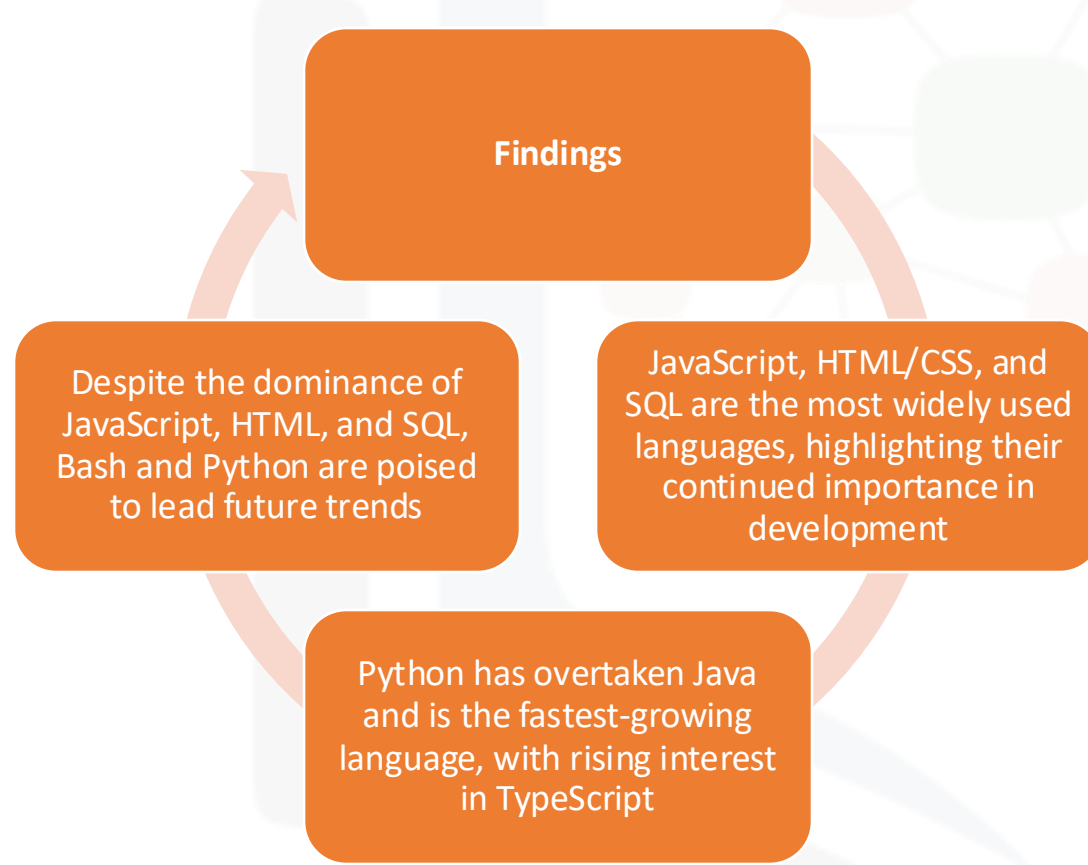 Findings
JavaScript, HTML/CSS, and
SQL are the most widely used
languages, highlighting their
continued importance in
development
Python has overtaken Java
and is the fastest-growing
language, with rising interest
in TypeScript
Despite the dominance of
JavaScript, HTML, and SQL,
Bash and Python are poised
to lead future trends